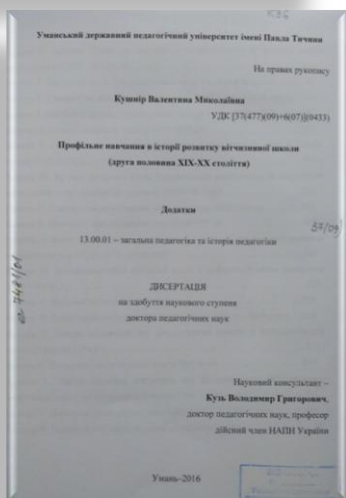 Уманський державний педагогічний університет імені Павла Тичини
На правах рукопису
Кушнір Валентина Миколаївна
УДК [37(477)(09)+6(07)](0433)
Профільне навчання в історії розвитку вітчизняної школи
(друга половина XIX-XX століття)
Додатки
37/09)
13.00.01 – загальна педагогіка та історія педагогіки
ДИСЕРТАЦІЯ
на здобуття наукового ступеня
доктора педагогічних наук
Науковий консультант –
Кузь Володимир Григорович,
доктор педагогічних наук, професор
дійсний член НАПН України
Умань-2016